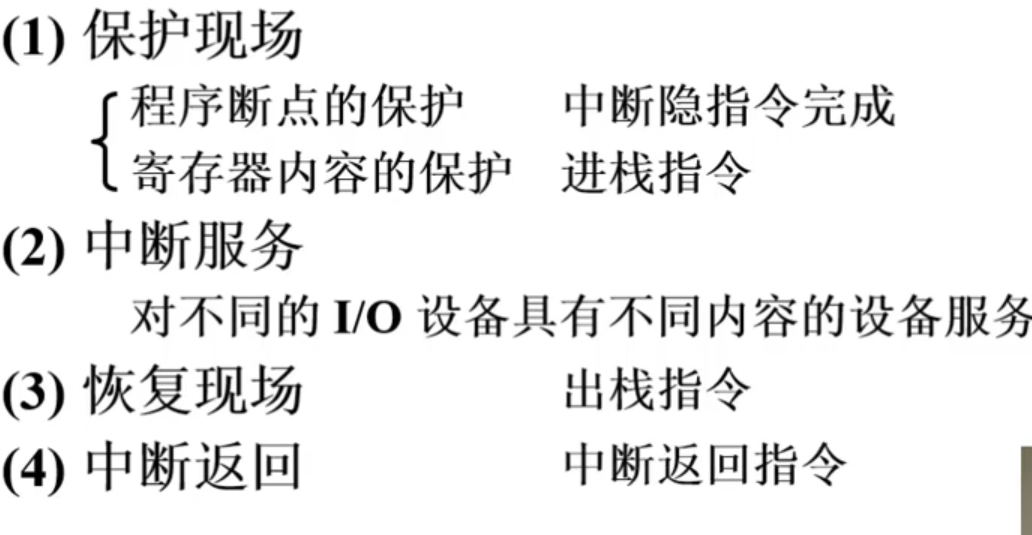 (1) 保护现场
程序断点的保护 中断隐指令完成
寄存器内容的保护 进栈指令
(2) 中断服务
对不同的 I/O 设备具有不同内容的设备服务
(3) 恢复现场 出栈指令
(4) 中断返回 中断返回指令